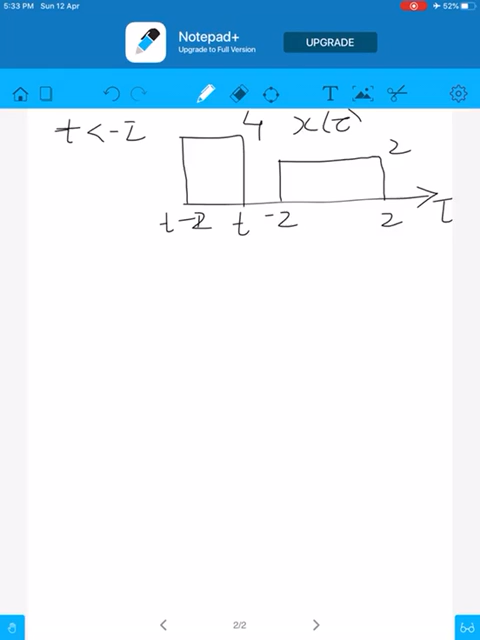 5:33 PM Sun 12 Apr 52%
Notepad+
Upgrade to Full Version
UPGRADE
T
t < -2 4 x(τ) 2
t-2 t -2 2 τ
2/2